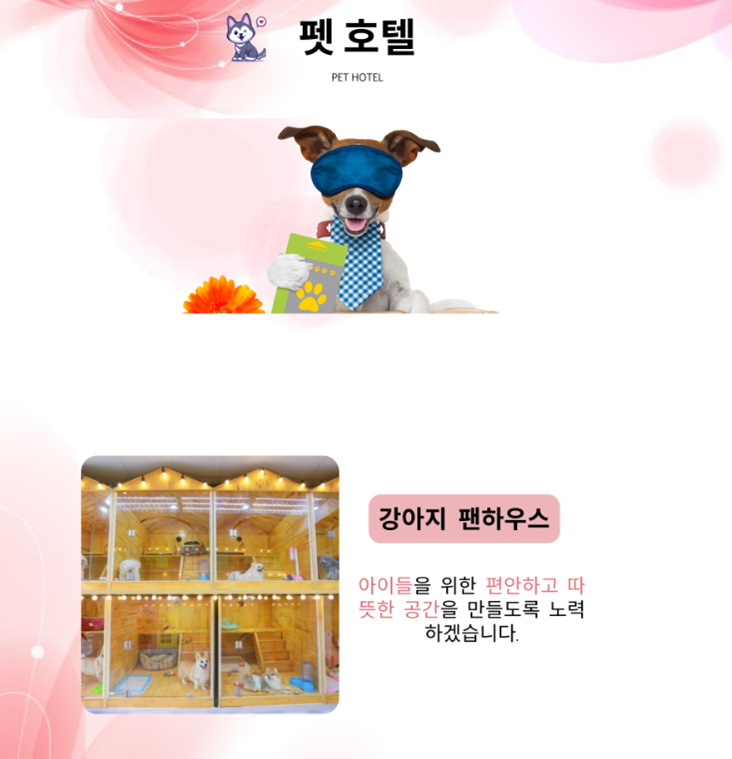 펫 호텔
PET HOTEL
강아지 팬하우스
아이들을 위한 편안하고 따
뜻한 공간을 만들도록 노력
하겠습니다.